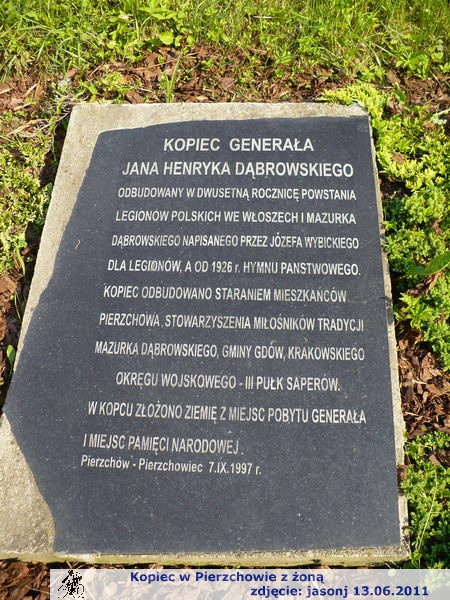 KOPIEC GENERAŁA
JANA HENRYKA DĄBROWSKIEGO
ODBUDOWANY W DWUSETNĄ ROCZNICĘ POWSTANIA
LEGIONOW POLSKICH WE WŁOSZECH I MAZURKA
DĄBROWSKIEGO NAPISANEGO PRZEZ JÓZEFA WYBICKIEGO
DLA LEGIONÓW, A OD 1926 r. HYMNU PANSTWOWEGO.
KOPIEC ODBUDOWANO STARANIEM MIESZKAŃCÓW
PIERZCHOWA, STOWARZYSZENIA MIŁOŚNIKÓW TRADYCJI
MAZURKA DĄBROWSKIEGO, GMINY GDÓW, KRAKOWSKIEGO
OKRĘGU WOJSKOWEGO - III PUŁK SAPERÓW.
W KOPCU ZŁOŻONO ZIEMIĘ Z MIEJSC POBYTU GENERAŁA
I MIEJSC PAMIĘCI NARODOWEJ.
Pierzchów - Pierzchowiec 7.IX.1997 r.
Kopiec w Pierzchowie z żoną
zdjęcie: jasonj 13.06.2011